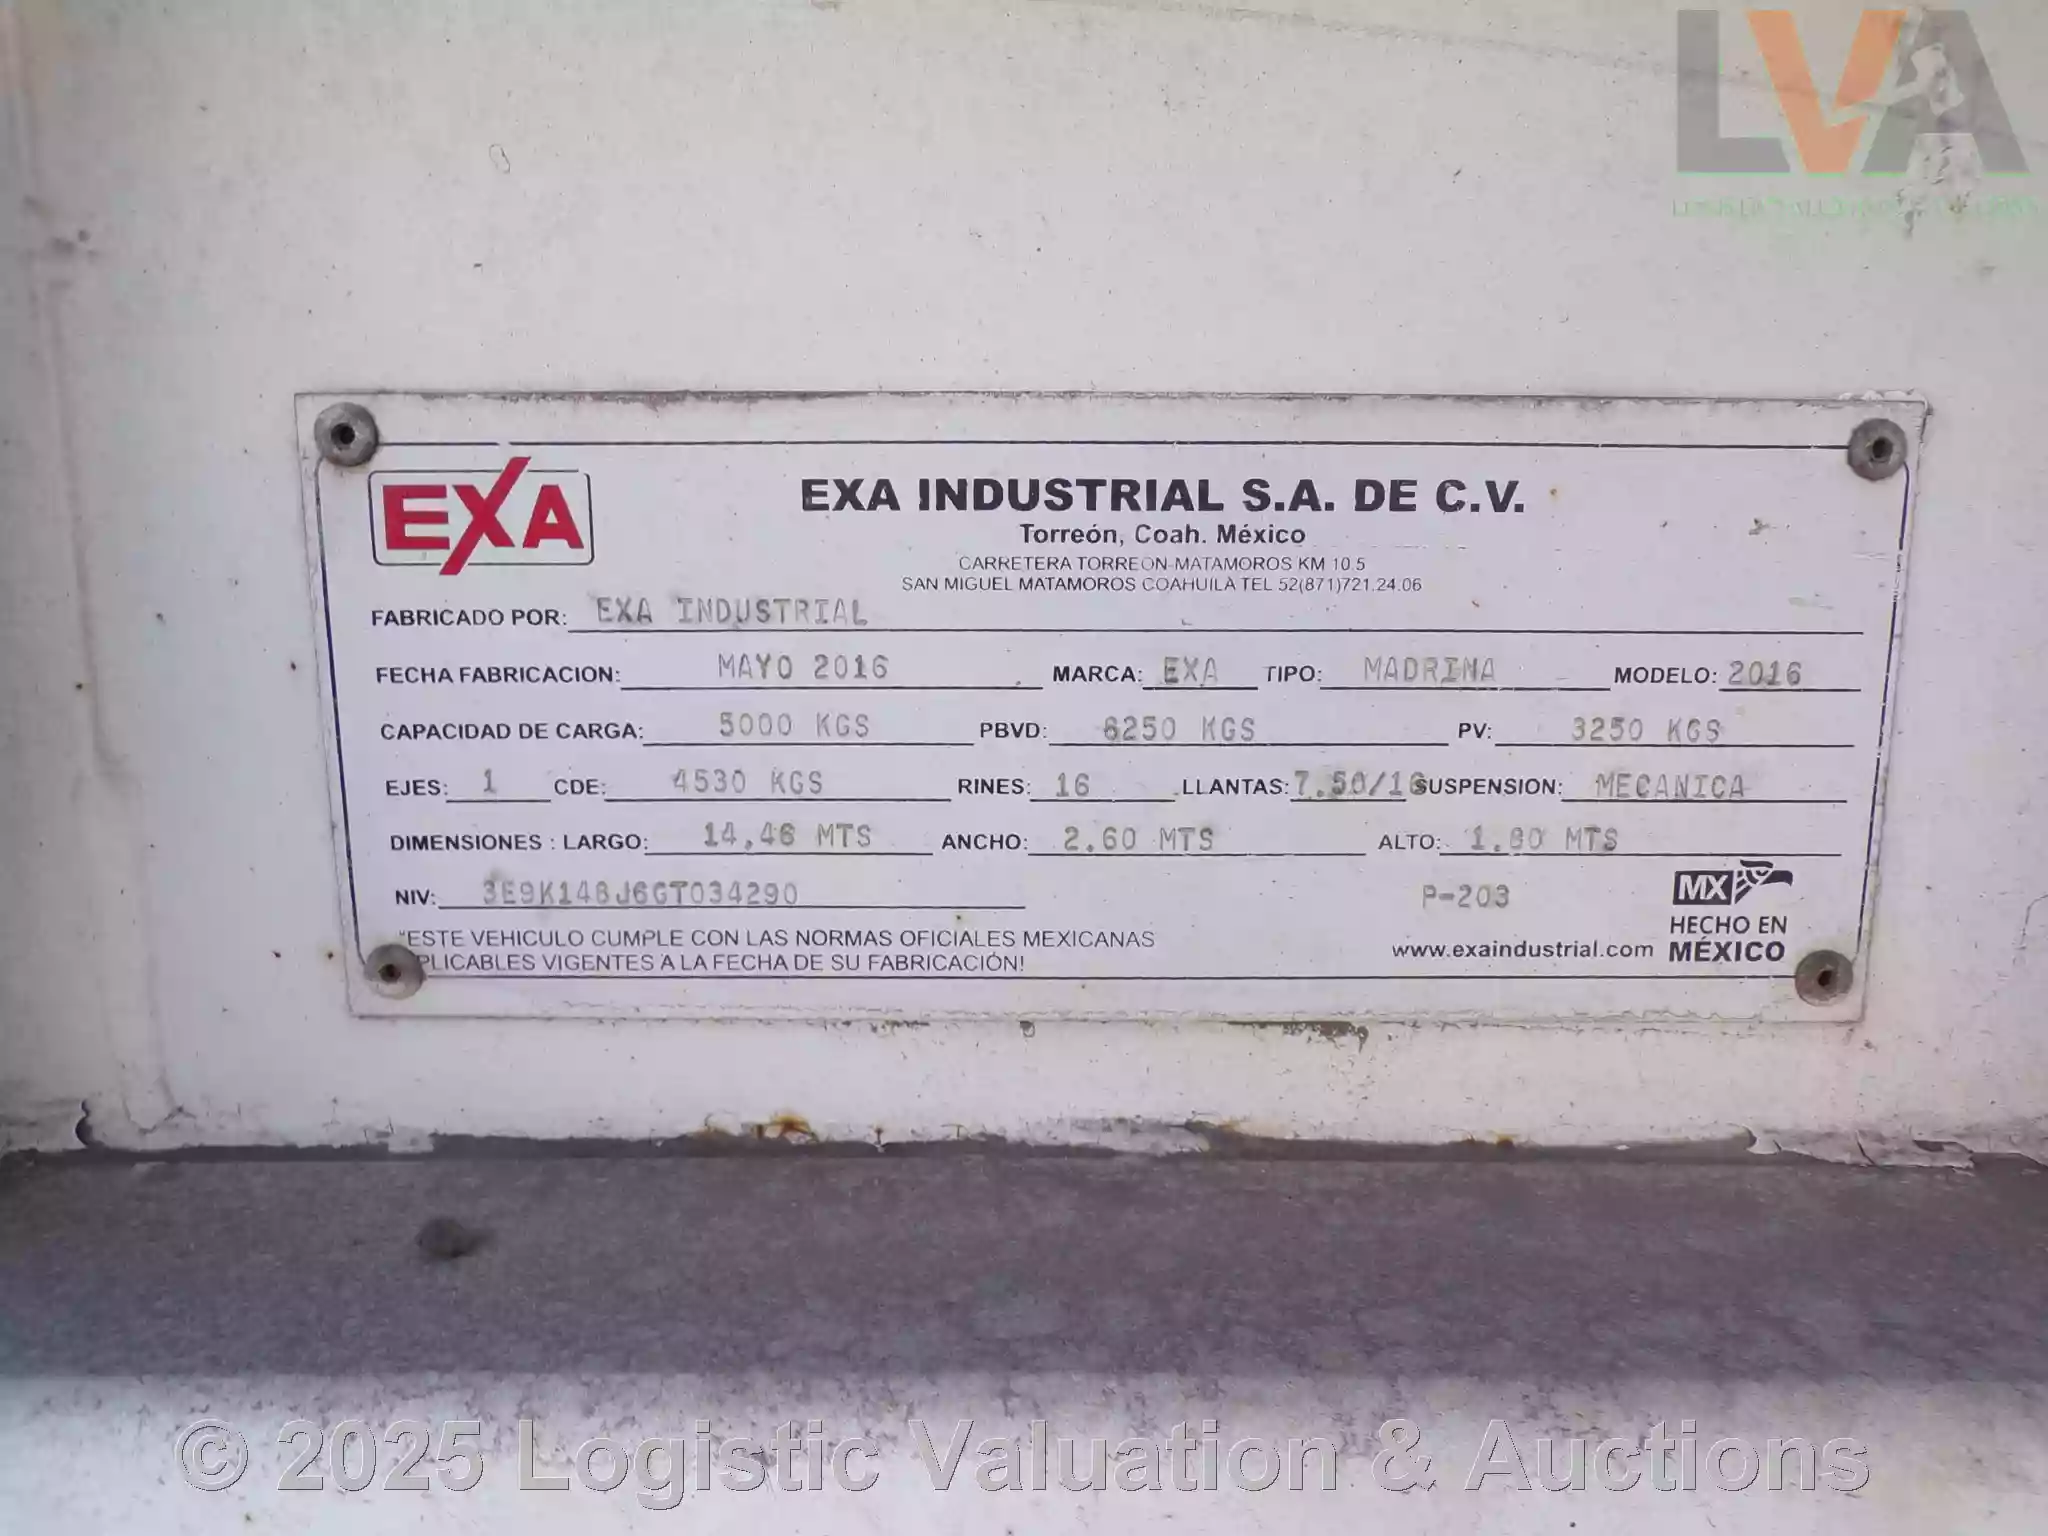 LVA
EXA
EXA INDUSTRIAL S.A. DE C.V.
Torreón, Coah. México
CARRETERA TORREON-MATAMOROS KM 10.5
SAN MIGUEL MATAMOROS COAHUILA TEL 52(871)721.24.06
FABRICADO POR: EXA INDUSTRIAL
FECHA FABRICACION: MAYO 2016 MARCA: EXA TIPO: MADRINA MODELO: 2016
CAPACIDAD DE CARGA: 5000 KGS PBVD: 6250 KGS PV: 3250 KGS
EJES: 1 CDE: 4530 KGS RINES: 16 LLANTAS: 7.50/16 SUSPENSION: MECANICA
DIMENSIONES : LARGO: 14.46 MTS ANCHO: 2.60 MTS ALTO: 1.80 MTS
NIV: 3E9K148J6GT034290 P-203
MX
HECHO EN
MÉXICO
"ESTE VEHICULO CUMPLE CON LAS NORMAS OFICIALES MEXICANAS
PLICABLES VIGENTES A LA FECHA DE SU FABRICACIÓN!
www.exaindustrial.com
© 2025 Logistic Valuation & Auctions